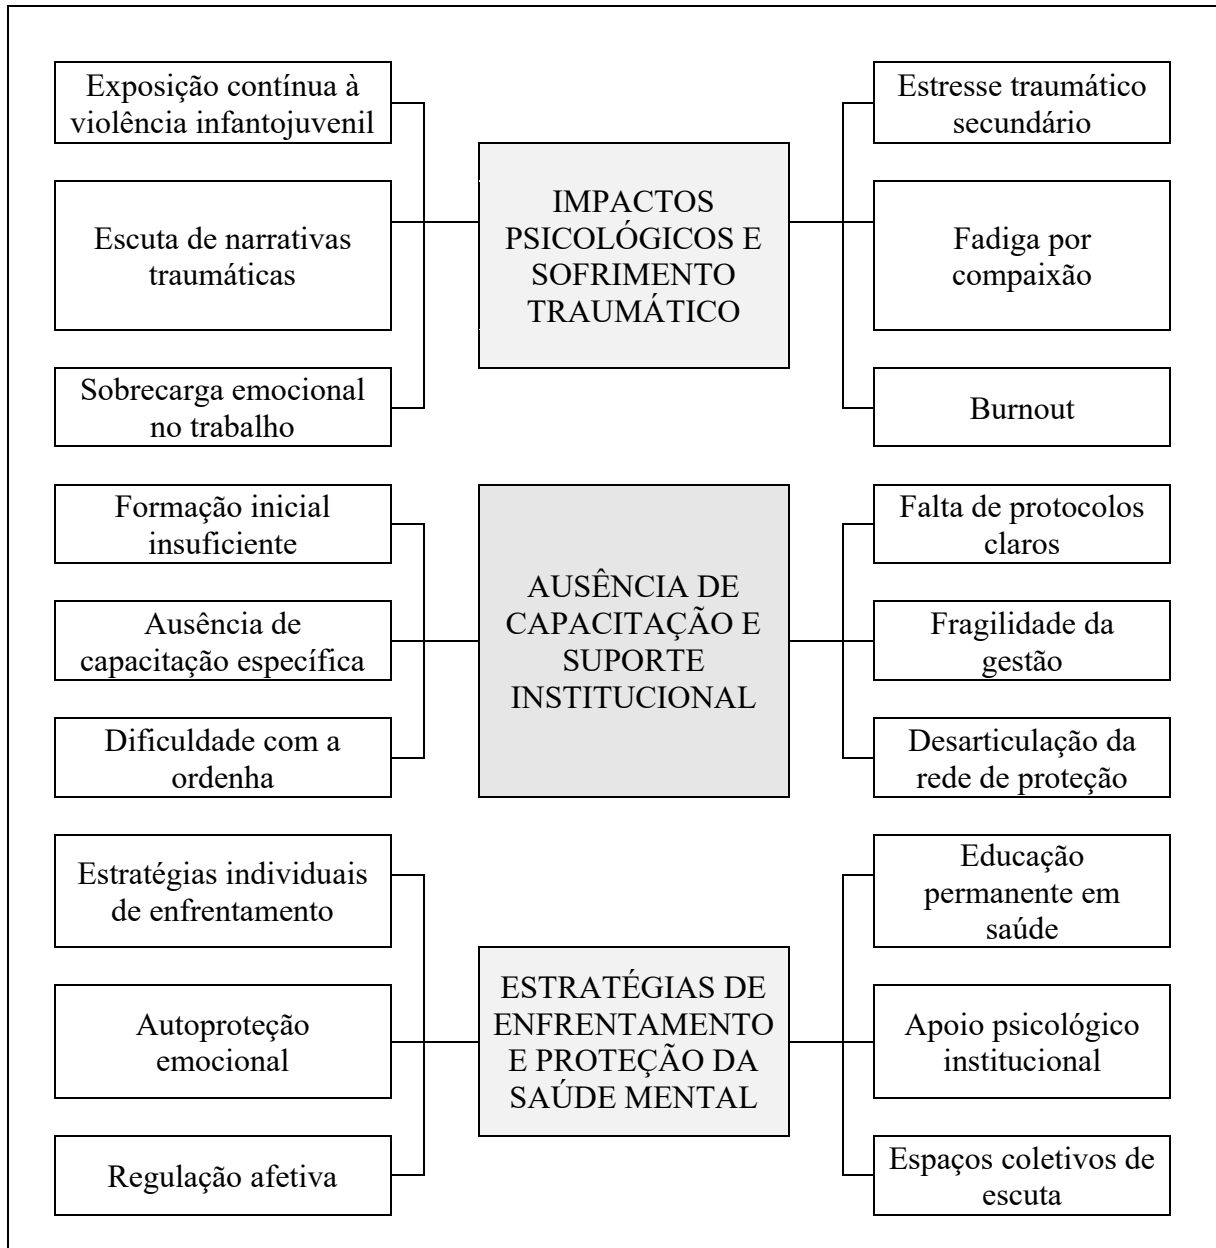 Exposição contínua à
violência infantojuvenil
Escuta de narrativas
traumáticas
Sobrecarga emocional
no trabalho
IMPACTOS
PSICOLÓGICOS E
SOFRIMENTO
TRAUMÁTICO
Estresse traumático
secundário
Fadiga por
compaixão
Burnout
Formação inicial
insuficiente
Ausência de
capacitação específica
Dificuldade com a
ordenha
AUSÊNCIA DE
CAPACITAÇÃO E
SUPORTE
INSTITUCIONAL
Falta de protocolos
claros
Fragilidade da
gestão
Desarticulação da
rede de proteção
Estratégias individuais
de enfrentamento
Autoproteção
emocional
Regulação afetiva
ESTRATÉGIAS DE
ENFRENTAMENTO
E PROTEÇÃO DA
SAÚDE MENTAL
Educação
permanente em
saúde
Apoio psicológico
institucional
Espaços coletivos de
escuta